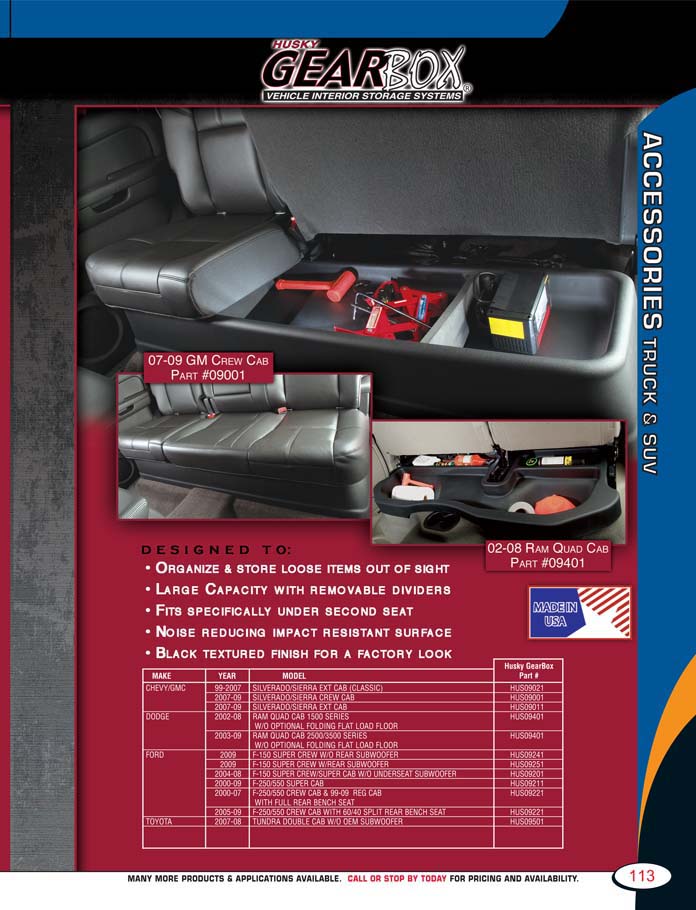 HUSKY
GEARBOX®
VEHICLE INTERIOR STORAGE SYSTEMS
ACCESSORIES TRUCK & SUV
07-09 GM CREW CAB
PART #09001
02-08 RAM QUAD CAB
PART #09401
DESIGNED TO:
• ORGANIZE & STORE LOOSE ITEMS OUT OF SIGHT
• LARGE CAPACITY WITH REMOVABLE DIVIDERS
• FITS SPECIFICALLY UNDER SECOND SEAT
• NOISE REDUCING IMPACT RESISTANT SURFACE
• BLACK TEXTURED FINISH FOR A FACTORY LOOK
MADE IN
USA
MAKE YEAR MODEL Husky GearBox Part #
CHEVY/GMC 99-2007 SILVERADO/SIERRA EXT CAB (CLASSIC) HUS09021
2007-09 SILVERADO/SIERRA CREW CAB HUS09001
2007-09 SILVERADO/SIERRA EXT CAB HUS09011
DODGE 2002-08 RAM QUAD CAB 1500 SERIES HUS09401
W/O OPTIONAL FOLDING FLAT LOAD FLOOR
2003-09 RAM QUAD CAB 2500/3500 SERIES HUS09401
W/O OPTIONAL FOLDING FLAT LOAD FLOOR
FORD 2009 F-150 SUPER CREW W/O REAR SUBWOOFER HUS09241
2009 F-150 SUPER CREW W/REAR SUBWOOFER HUS09251
2004-08 F-150 SUPER CREW/SUPER CAB W/O UNDERSEAT SUBWOOFER HUS09201
2000-09 F-250/550 SUPER CAB HUS09211
2000-07 F-250/550 CREW CAB & 99-09 REG CAB HUS09221
WITH FULL REAR BENCH SEAT
2005-09 F-250/550 CREW CAB WITH 60/40 SPLIT REAR BENCH SEAT HUS09221
TOYOTA 2007-08 TUNDRA DOUBLE CAB W/O OEM SUBWOOFER HUS09501
MANY MORE PRODUCTS & APPLICATIONS AVAILABLE. CALL OR STOP BY TODAY FOR PRICING AND AVAILABILITY.
113